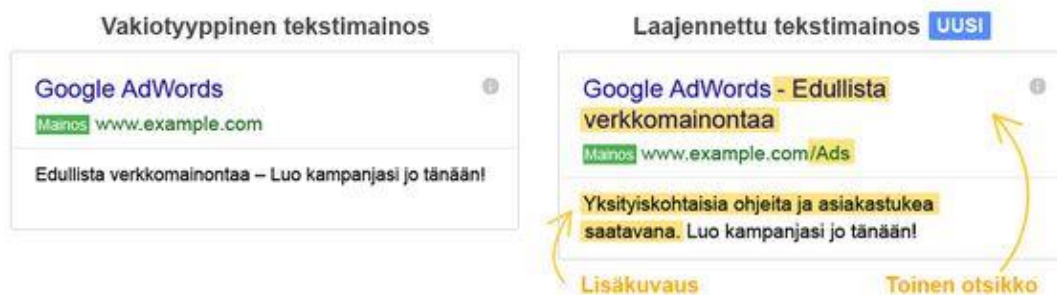 Vakiotyyppinen tekstimainos
Google AdWords
Mainos www.example.com
Edullista verkkomainontaa – Luo kampanjasi jo tänään!
Laajennettu tekstimainos UUSI
Google AdWords - Edullista
verkkomainontaa
Mainos www.example.com/Ads
Yksityiskohtaisia ohjeita ja asiakastukea
saatavana. Luo kampanjasi jo tänään!
Lisäkuvaus
Toinen otsikko